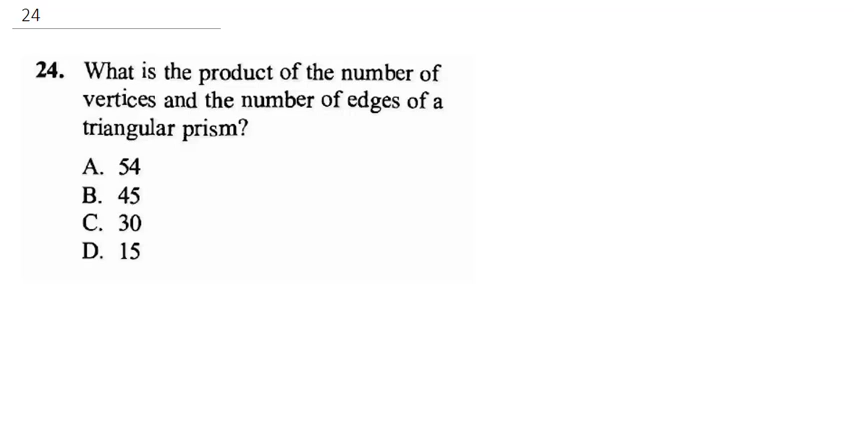 24
24. What is the product of the number of
vertices and the number of edges of a
triangular prism?
A. 54
B. 45
C. 30
D. 15